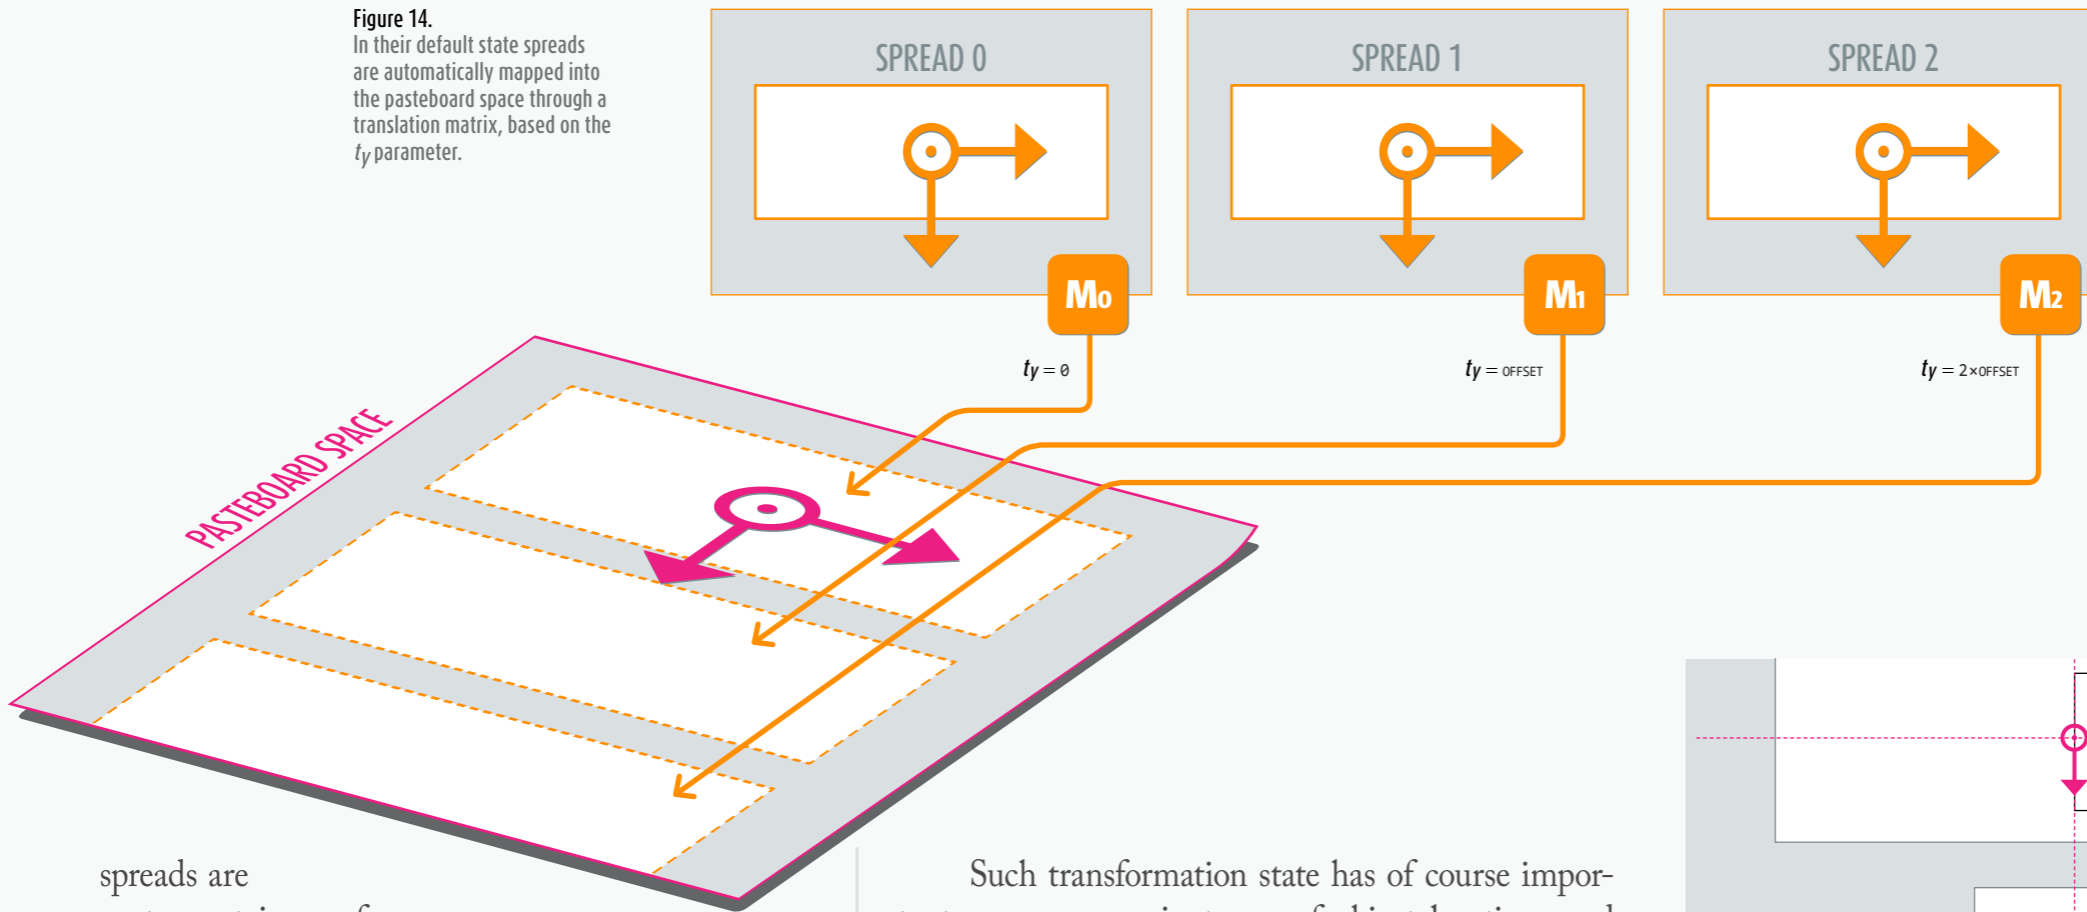 Figure 14.
In their default state spreads
are automatically mapped into
the pasteboard space through a
translation matrix, based on the
ty parameter.
SPREAD 0
SPREAD 1
SPREAD 2
M0
M1
M2
ty = 0
ty = OFFSET
ty = 2×OFFSET
PASTEBOARD SPACE
spreads are
Such transformation state has of course impor-